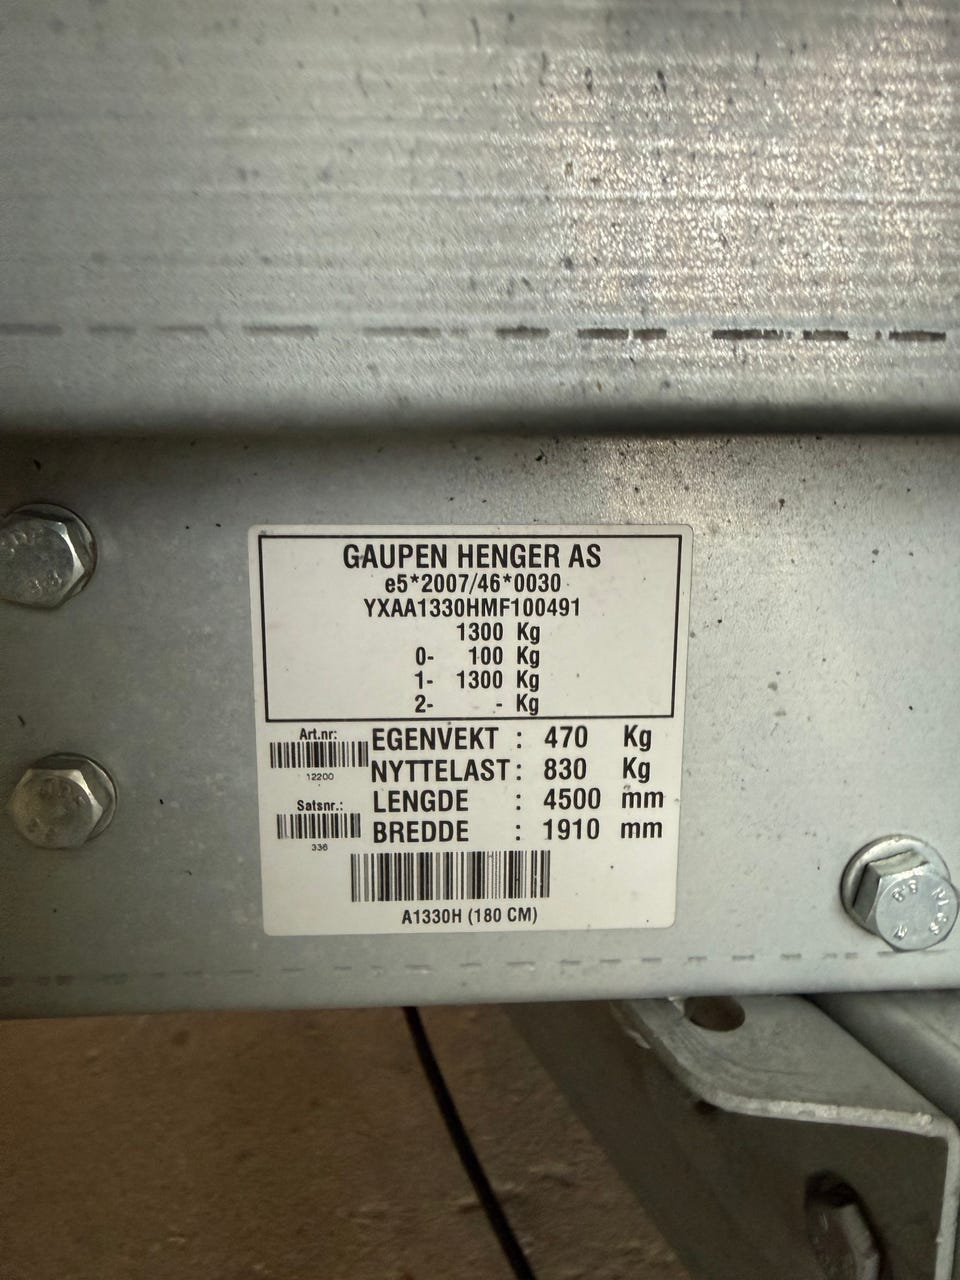 GAUPEN HENGER AS
e5*2007/46*0030
YXAA1330HMF100491
1300 Kg
0- 100 Kg
1- 1300 Kg
2- - Kg
Art.nr:
12200
EGENVEKT : 470 Kg
NYTTELAST : 830 Kg
Satsnr.:
336
LENGDE : 4500 mm
BREDDE : 1910 mm
A1330H (180 CM)
8.8